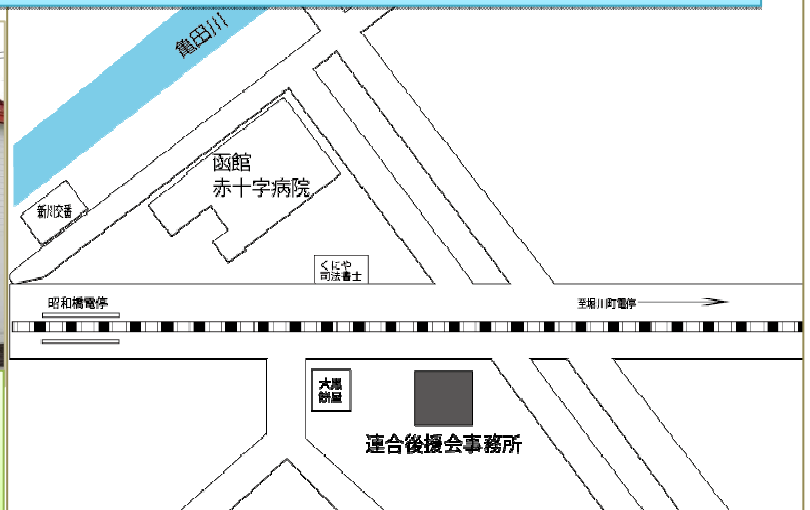 亀田川
函館
赤十字病院
新川交番
くにや
司法書士
昭和橋電停
至堀川町電停
大黒
餅屋
連合後援会事務所